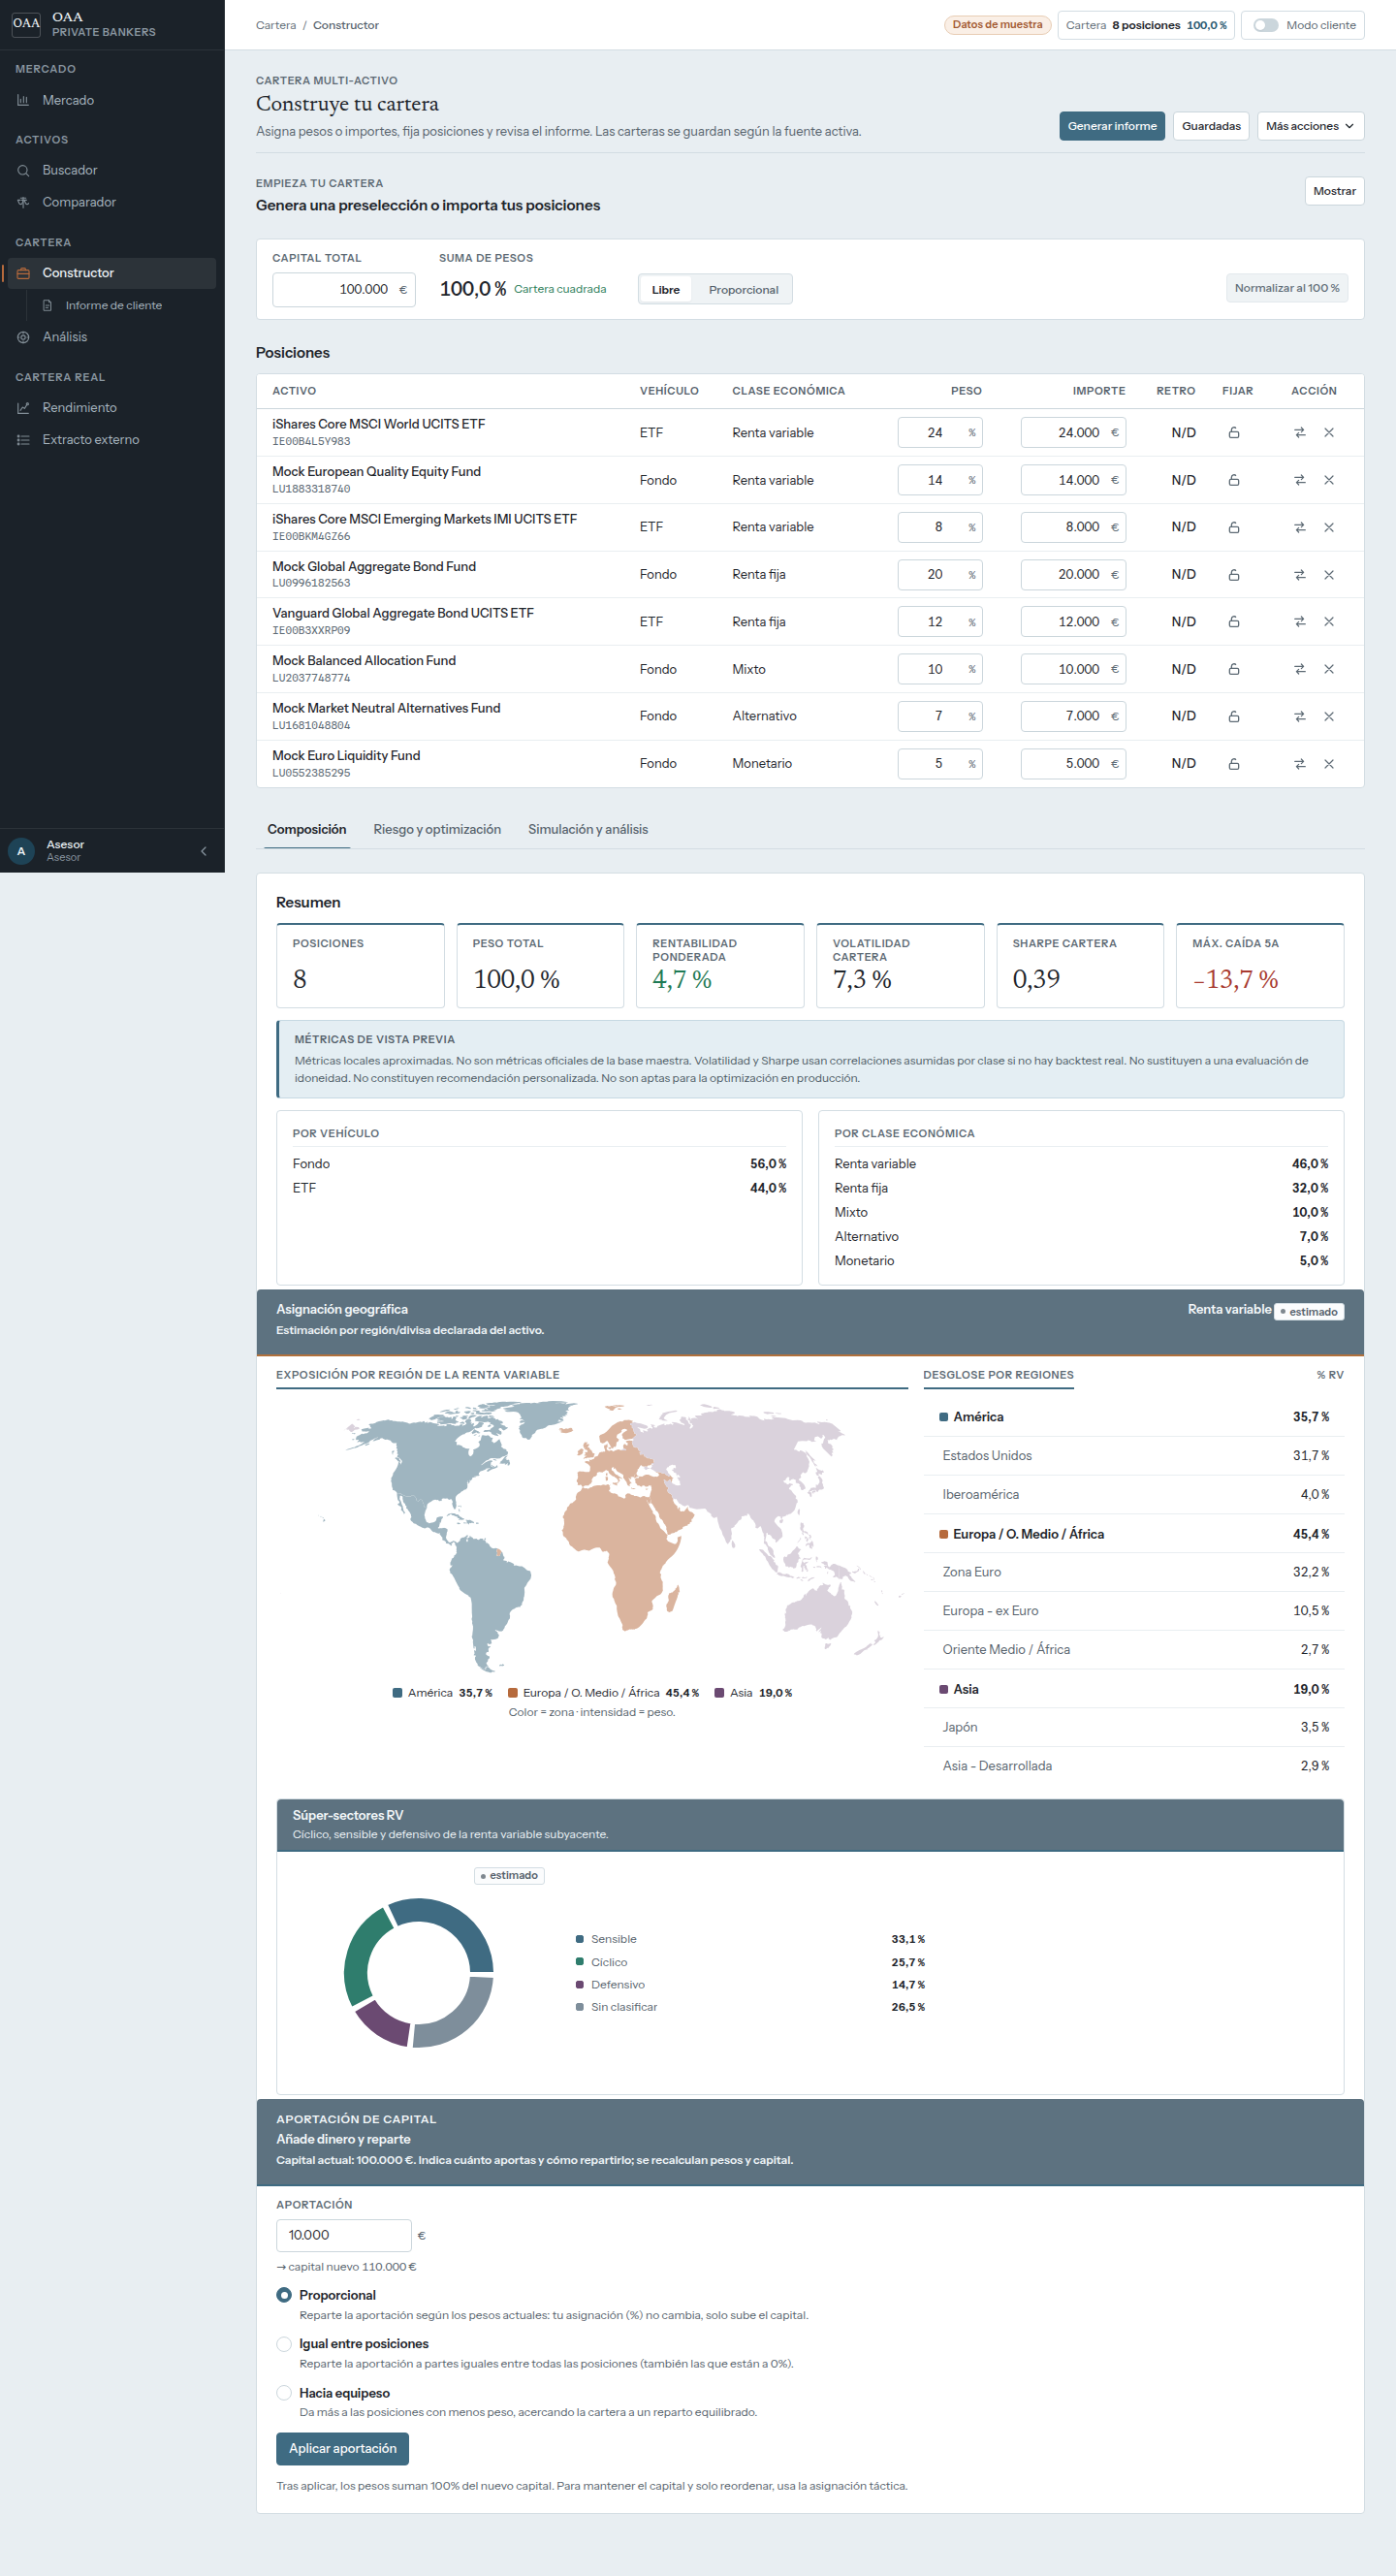 OAA
OAA
PRIVATE BANKERS
MERCADO
Mercado
ACTIVOS
Buscador
Comparador
CARTERA
Constructor
Informe de cliente
Análisis
CARTERA REAL
Rendimiento
Extracto externo
A
Asesor
Asesor
Cartera / Constructor
Datos de muestra
Cartera 8 posiciones 100,0 %
Modo cliente
CARTERA MULTI-ACTIVO
Construye tu cartera
Asigna pesos o importes, fija posiciones y revisa el informe. Las carteras se guardan según la fuente activa.
Generar informe
Guardadas
Más acciones
EMPIEZA TU CARTERA
Genera una preselección o importa tus posiciones
Mostrar
CAPITAL TOTAL
100.000 €
SUMA DE PESOS
100,0 % Cartera cuadrada
Libre
Proporcional
Normalizar al 100 %
Posiciones
ACTIVO VEHÍCULO CLASE ECONÓMICA PESO IMPORTE RETRO FIJAR ACCIÓN
iShares Core MSCI World UCITS ETF
IE00B4L5Y983
ETF Renta variable 24 % 24.000 € N/D
Mock European Quality Equity Fund
LU1883318740
Fondo Renta variable 14 % 14.000 € N/D
iShares Core MSCI Emerging Markets IMI UCITS ETF
IE00BKM4GZ66
ETF Renta variable 8 % 8.000 € N/D
Mock Global Aggregate Bond Fund
LU0996182563
Fondo Renta fija 20 % 20.000 € N/D
Vanguard Global Aggregate Bond UCITS ETF
IE00B3XXRP09
ETF Renta fija 12 % 12.000 € N/D
Mock Balanced Allocation Fund
LU2037748774
Fondo Mixto 10 % 10.000 € N/D
Mock Market Neutral Alternatives Fund
LU1681048804
Fondo Alternativo 7 % 7.000 € N/D
Mock Euro Liquidity Fund
LU0552385295
Fondo Monetario 5 % 5.000 € N/D
Composición
Riesgo y optimización
Simulación y análisis
Resumen
POSICIONES
8
PESO TOTAL
100,0 %
RENTABILIDAD PONDERADA
4,7 %
VOLATILIDAD CARTERA
7,3 %
SHARPE CARTERA
0,39
MÁX. CAÍDA 5A
−13,7 %
MÉTRICAS DE VISTA PREVIA
Métricas locales aproximadas. No son métricas oficiales de la base maestra. Volatilidad y Sharpe usan correlaciones asumidas por clase si no hay backtest real. No sustituyen a una evaluación de
idoneidad. No constituyen recomendación personalizada. No son aptas para la optimización en producción.
POR VEHÍCULO
Fondo 56,0 %
ETF 44,0 %
POR CLASE ECONÓMICA
Renta variable 46,0 %
Renta fija 32,0 %
Mixto 10,0 %
Alternativo 7,0 %
Monetario 5,0 %
Asignación geográfica
Estimación por región/divisa declarada del activo.
Renta variable
estimado
EXPOSICIÓN POR REGIÓN DE LA RENTA VARIABLE
América 35,7 % Europa / O. Medio / África 45,4 % Asia 19,0 %
Color = zona · intensidad = peso.
DESGLOSE POR REGIONES % RV
América 35,7 %
Estados Unidos 31,7 %
Iberoamérica 4,0 %
Europa / O. Medio / África 45,4 %
Zona Euro 32,2 %
Europa - ex Euro 10,5 %
Oriente Medio / África 2,7 %
Asia 19,0 %
Japón 3,5 %
Asia - Desarrollada 2,9 %
Súper-sectores RV
Cíclico, sensible y defensivo de la renta variable subyacente.
estimado
Sensible 33,1 %
Cíclico 25,7 %
Defensivo 14,7 %
Sin clasificar 26,5 %
APORTACIÓN DE CAPITAL
Añade dinero y reparte
Capital actual: 100.000 €. Indica cuánto aportas y cómo repartirlo; se recalculan pesos y capital.
APORTACIÓN
10.000 €
→ capital nuevo 110.000 €
Proporcional
Reparte la aportación según los pesos actuales: tu asignación (%) no cambia, solo sube el capital.
Igual entre posiciones
Reparte la aportación a partes iguales entre todas las posiciones (también las que están a 0%).
Hacia equipeso
Da más a las posiciones con menos peso, acercando la cartera a un reparto equilibrado.
Aplicar aportación
Tras aplicar, los pesos suman 100% del nuevo capital. Para mantener el capital y solo reordenar, usa la asignación táctica.